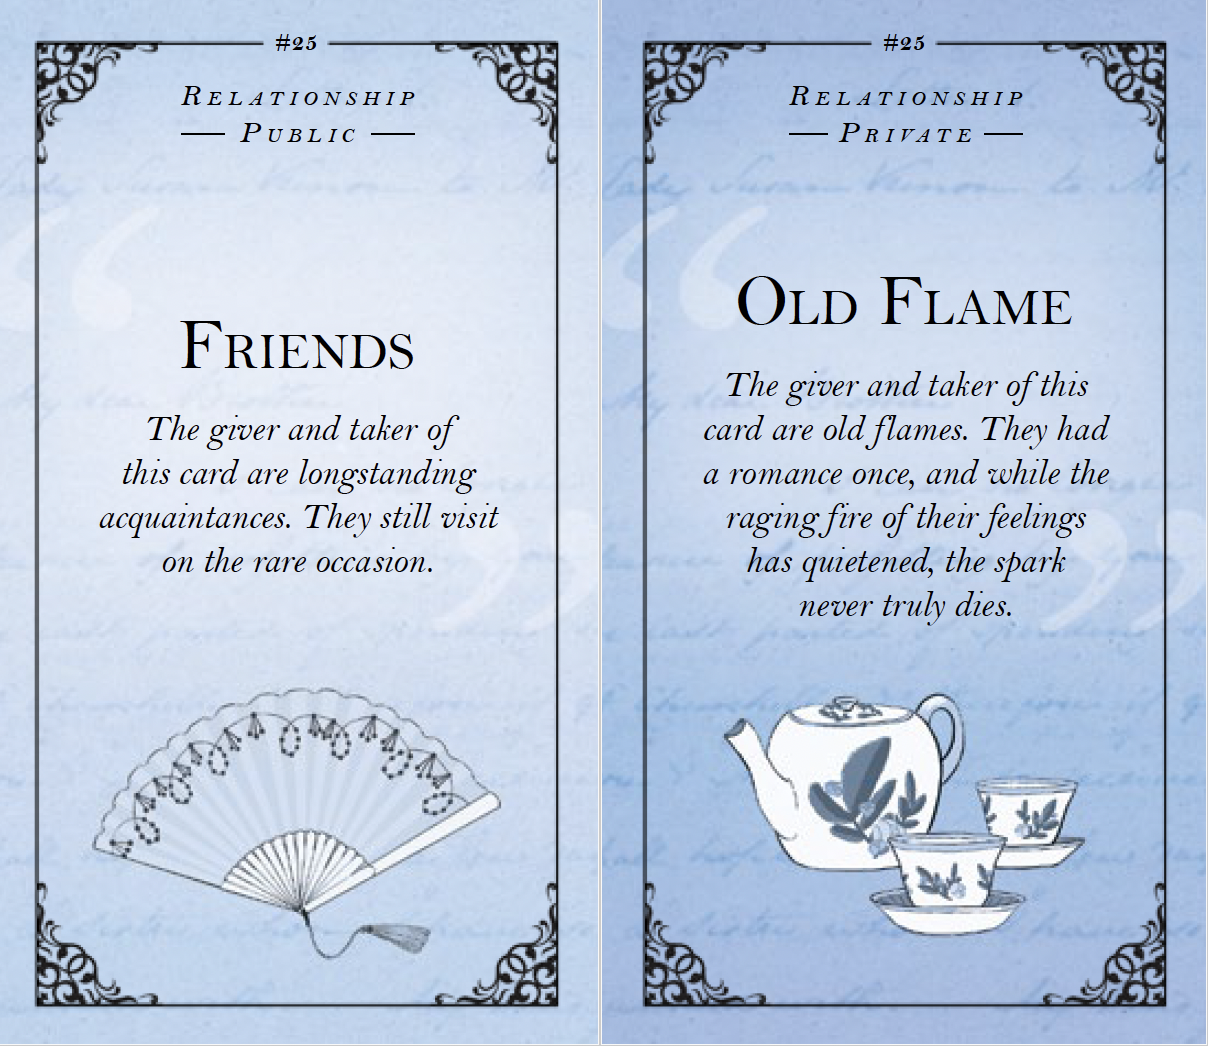 #25
RELATIONSHIP
PUBLIC
FRIENDS
The giver and taker of
this card are longstanding
acquaintances. They still visit
on the rare occasion.
#25
RELATIONSHIP
PRIVATE
OLD FLAME
The giver and taker of this
card are old flames. They had
a romance once, and while the
raging fire of their feelings
has quietened, the spark
never truly dies.